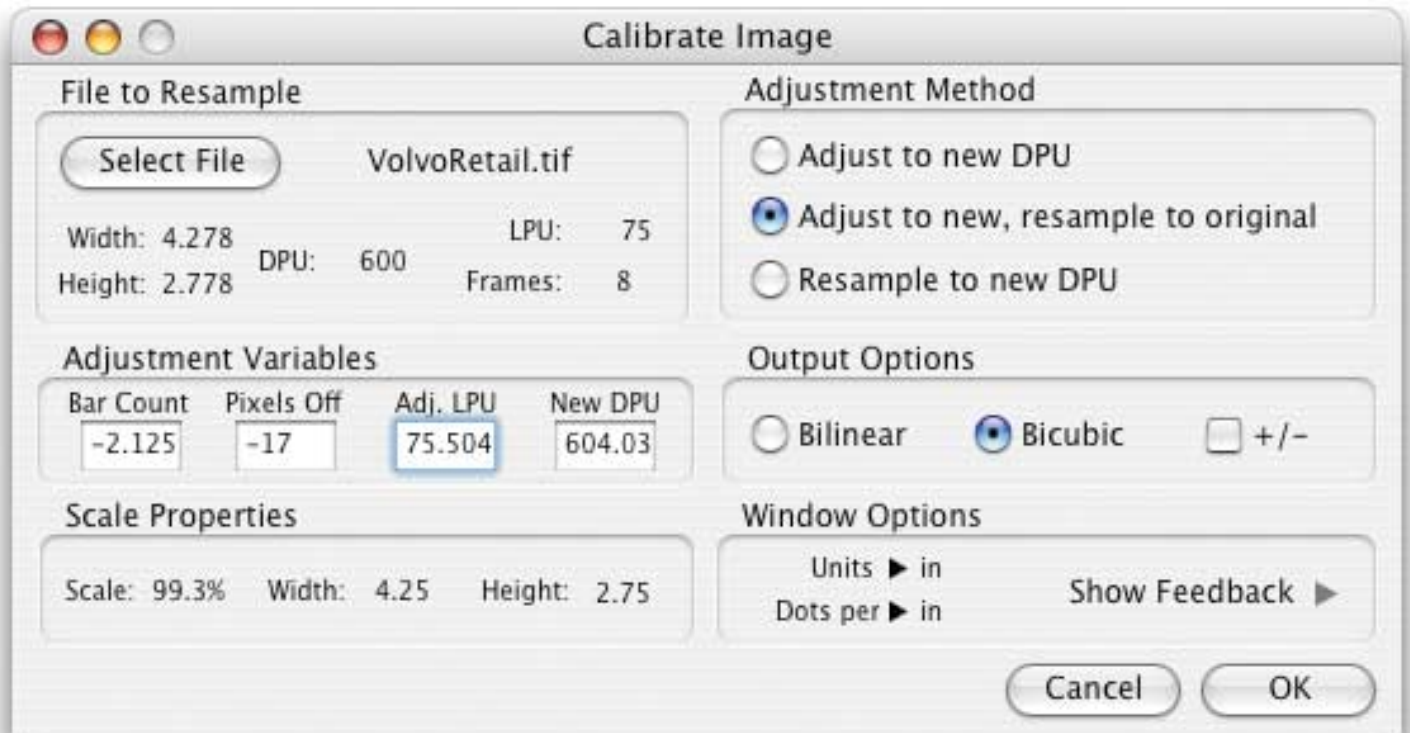 Calibrate Image
File to Resample
Select File VolvoRetail.tif
Width: 4.278
Height: 2.778
DPU: 600
LPU: 75
Frames: 8
Adjustment Method
Adjust to new DPU
Adjust to new, resample to original
Resample to new DPU
Adjustment Variables
Bar Count Pixels Off Adj. LPU New DPU
-2.125 -17 75.504 604.03
Output Options
Bilinear Bicubic +/-
Scale Properties
Scale: 99.3% Width: 4.25 Height: 2.75
Window Options
Units ▶ in
Dots per ▶ in
Show Feedback ▶
Cancel OK